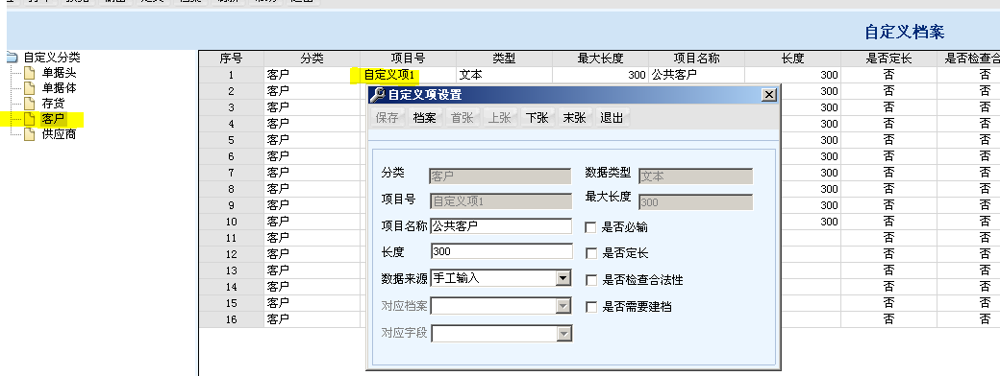 自定义档案
自定义分类
单据头
单据体
存货
客户
供应商
序号 分类 项目号 类型 最大长度 项目名称 长度 是否定长 是否检查合
1 客户 自定义项1 文本 300 公共客户 300 否 否
2 客户 300 否 否
3 客户 300 否 否
4 客户 300 否 否
5 客户 300 否 否
6 客户 300 否 否
7 客户 300 否 否
8 客户 300 否 否
9 客户 300 否 否
10 客户 300 否 否
11 客户 否 否
12 客户 否 否
13 客户 否 否
14 客户 否 否
15 客户 否 否
16 客户 否 否
自定义项设置
保存 档案 首张 上张 下张 末张 退出
分类 客户 数据类型 文本
项目号 自定义项1 最大长度 300
项目名称 公共客户 是否必输
长度 300 是否定长
数据来源 手工输入 是否检查合法性
对应档案 是否需要建档
对应字段